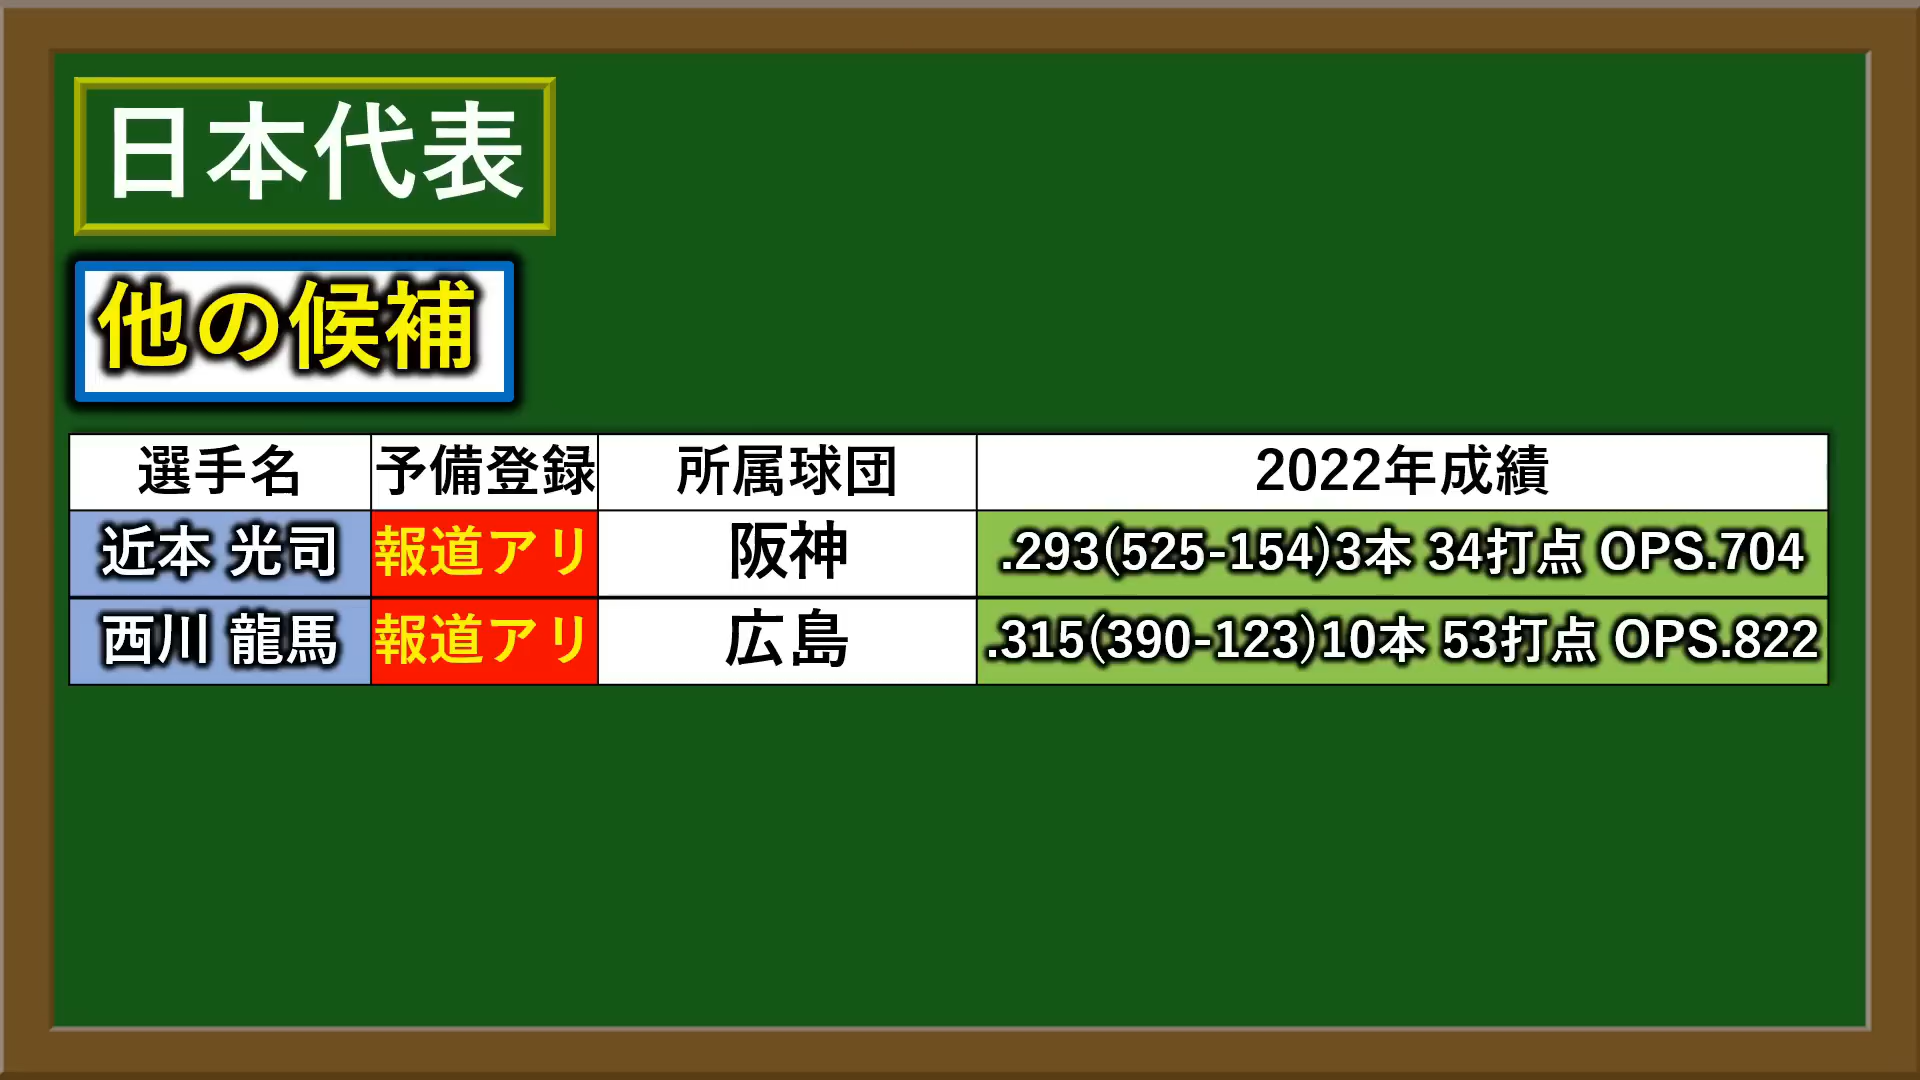 日本代表
他の候補
選手名 予備登録 所属球団 2022年成績
近本 光司 報道アリ 阪神 .293(525-154)3本 34打点 OPS.704
西川 龍馬 報道アリ 広島 .315(390-123)10本 53打点 OPS.822